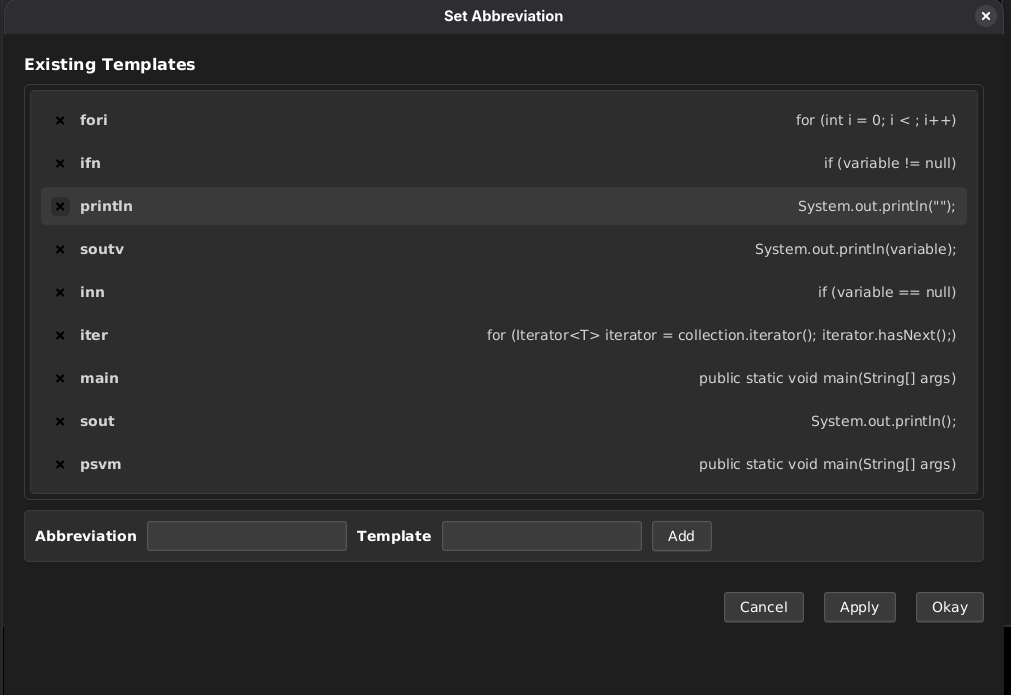 Set Abbreviation
Existing Templates
fori for (int i = 0; i < ; i++)
ifn if (variable != null)
println System.out.println("");
soutv System.out.println(variable);
inn if (variable == null)
iter for (Iterator<T> iterator = collection.iterator(); iterator.hasNext();)
main public static void main(String[] args)
sout System.out.println();
psvm public static void main(String[] args)
Abbreviation Template Add
Cancel Apply Okay